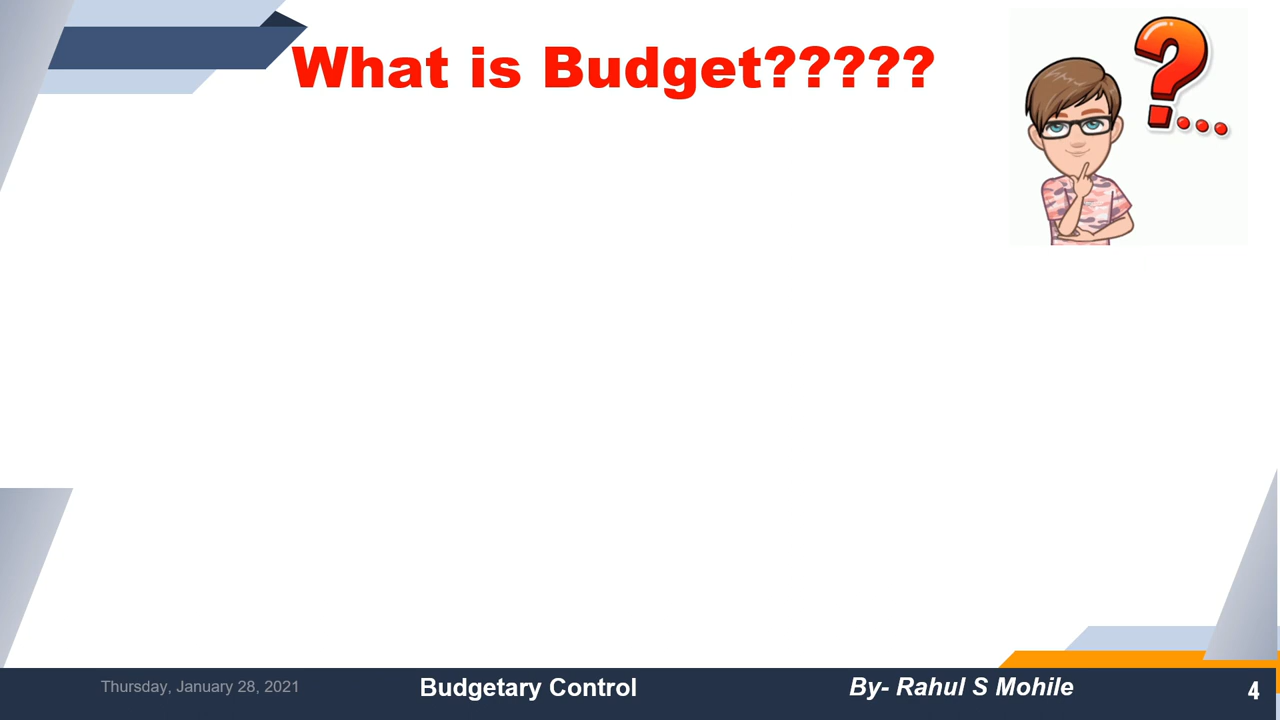 What is Budget?????
Thursday, January 28, 2021
Budgetary Control
By- Rahul S Mohile
4